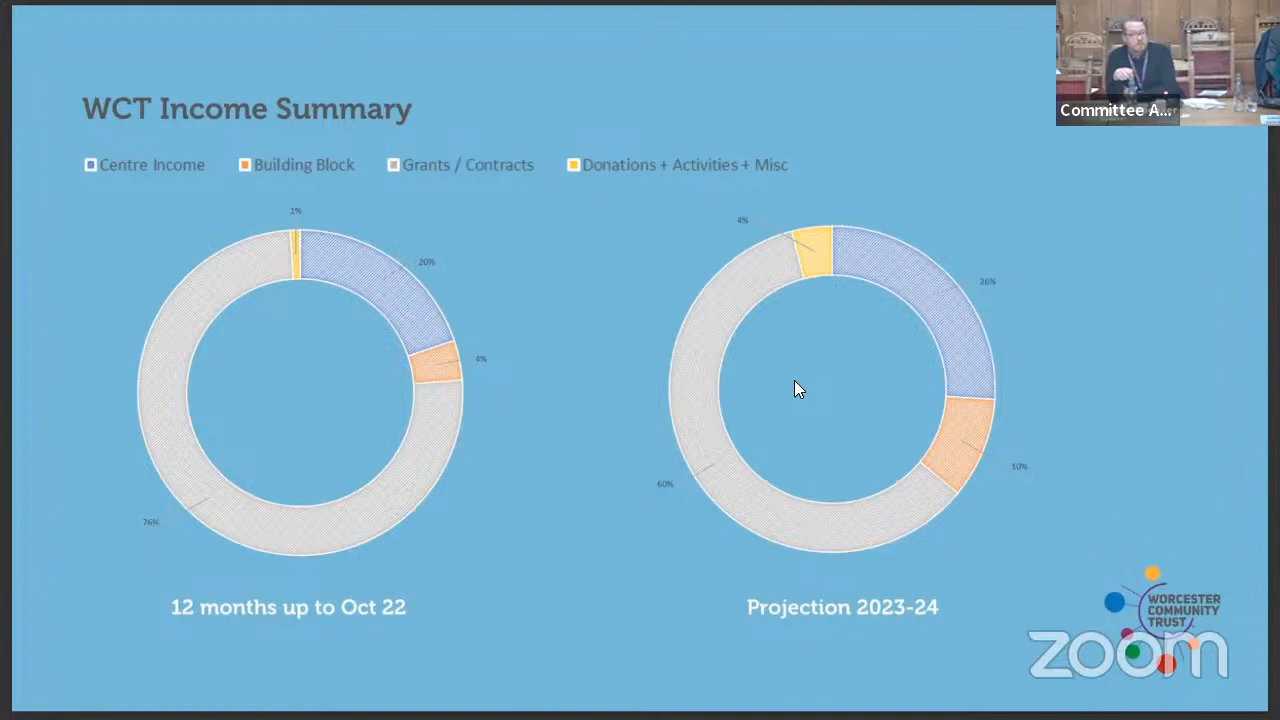 Committee A...
WCT Income Summary
Centre Income
Building Block
Grants / Contracts
Donations + Activities + Misc
1%
20%
4%
76%
4%
26%
10%
60%
12 months up to Oct 22
Projection 2023-24
WORCESTER
COMMUNITY
TRUST
zoom